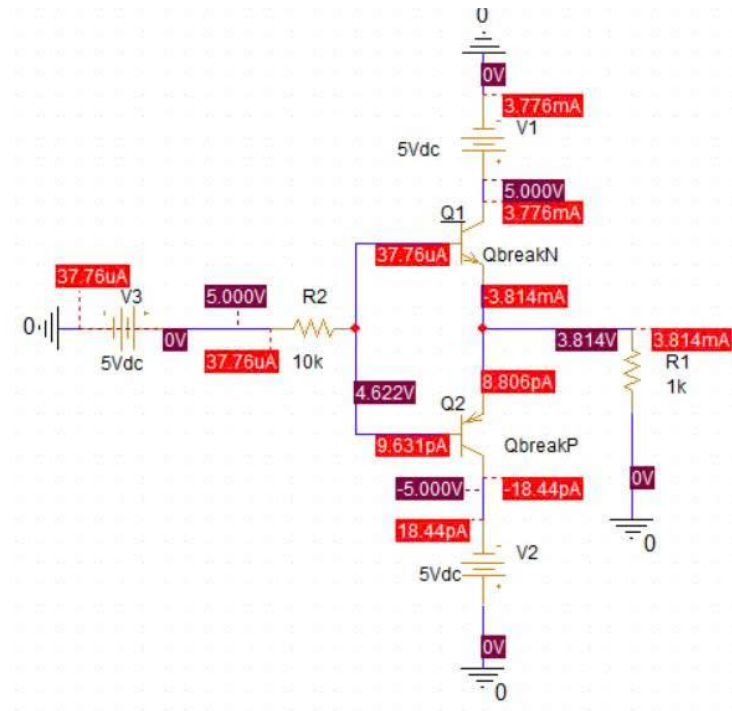 0
0V
3.776mA
V1
5Vdc
5.000V
3.776mA
Q1
37.76uA
QbreakN
37.76uA
V3
5.000V
R2
-3.814mA
0
0V
3.814V
3.814mA
5Vdc
37.76uA
10k
R1
1k
8.806pA
4.622V
Q2
9.631pA
QbreakP
-5.000V
-18.44pA
0V
18.44pA
V2
0
5Vdc
0V
0